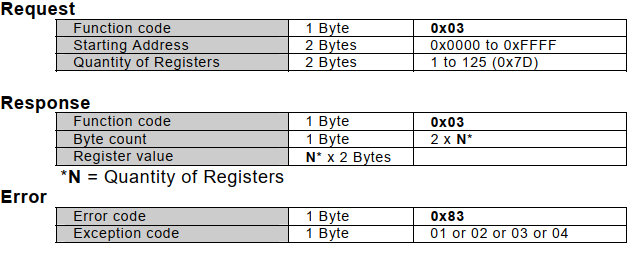 Request
Function code 1 Byte 0x03
Starting Address 2 Bytes 0x0000 to 0xFFFF
Quantity of Registers 2 Bytes 1 to 125 (0x7D)
Response
Function code 1 Byte 0x03
Byte count 1 Byte 2 x N*
Register value N* x 2 Bytes
*N = Quantity of Registers
Error
Error code 1 Byte 0x83
Exception code 1 Byte 01 or 02 or 03 or 04